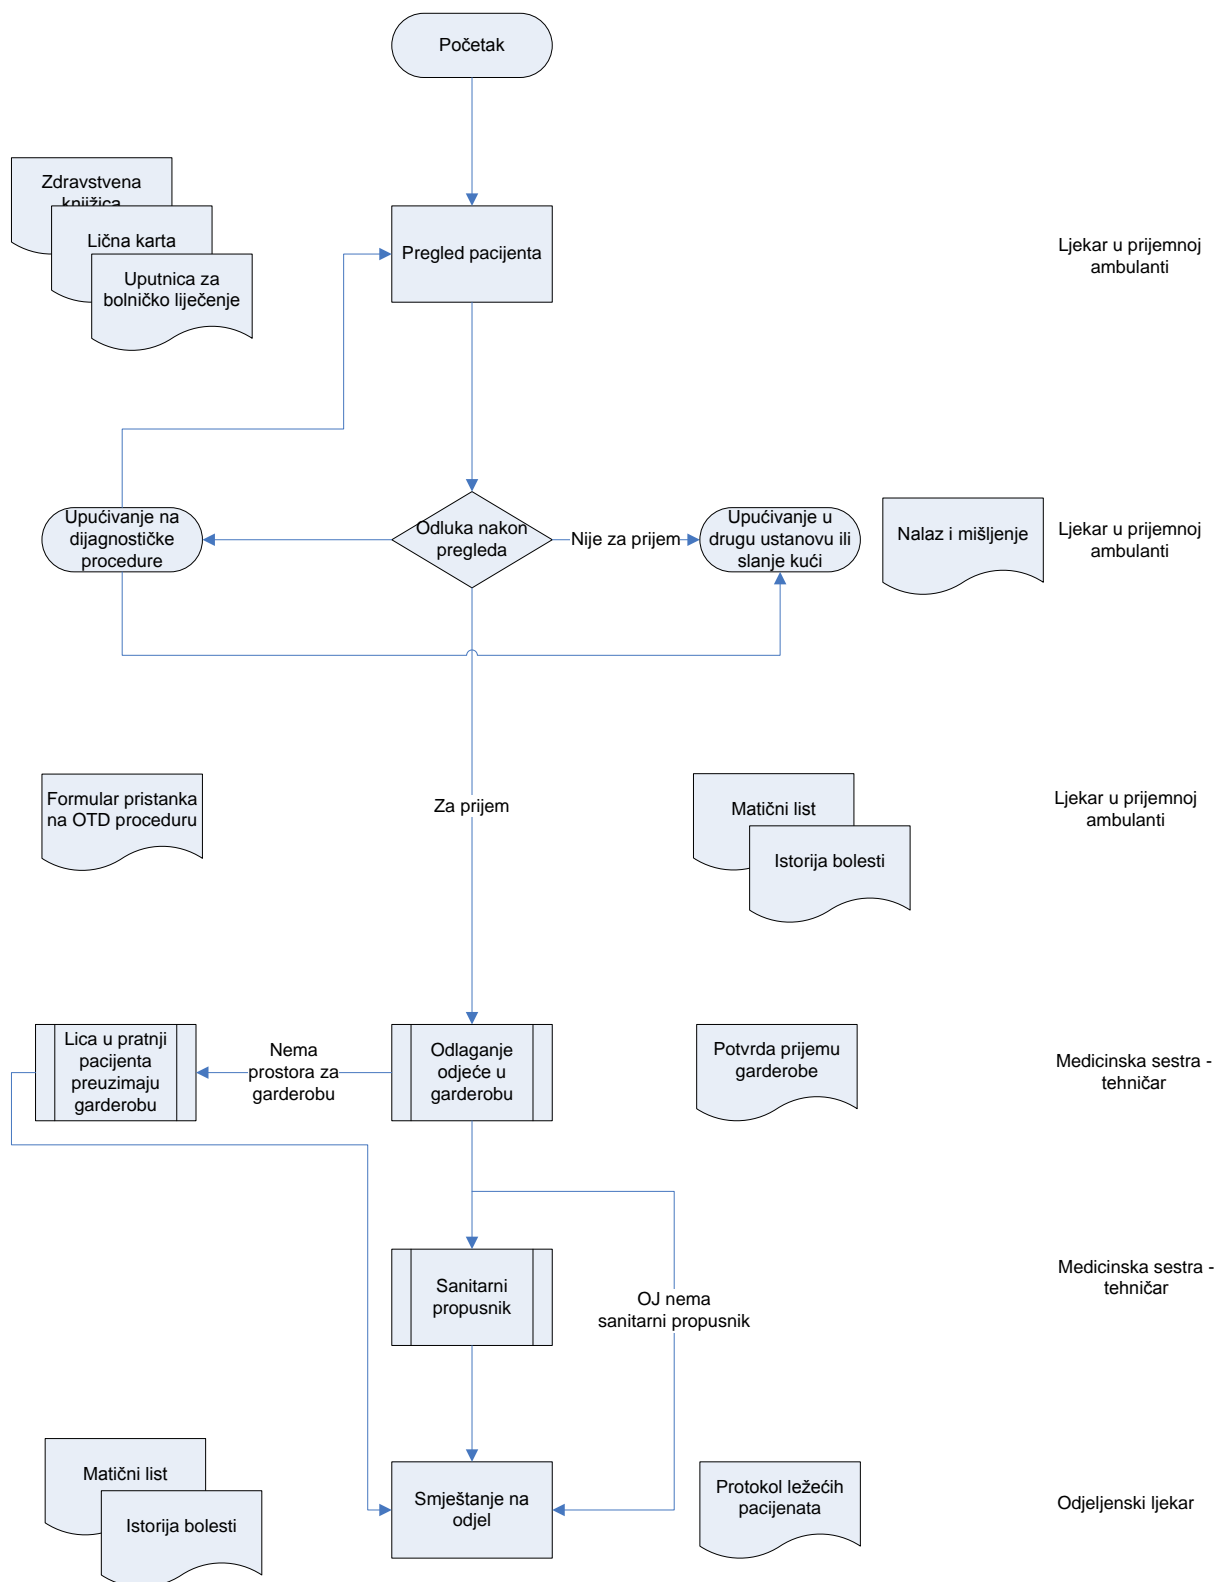 Početak
Zdravstvena
knjižica
Lična karta
Uputnica za
bolničko liječenje
Pregled pacijenta
Ljekar u prijemnoj
ambulanti
Upućivanje na
dijagnostičke
procedure
Odluka nakon
pregleda
Nije za prijem
Upućivanje u
drugu ustanovu ili
slanje kući
Nalaz i mišljenje
Ljekar u prijemnoj
ambulanti
Formular pristanka
na OTD proceduru
Za prijem
Matični list
Istorija bolesti
Ljekar u prijemnoj
ambulanti
Lica u pratnji
pacijenta
preuzimaju
garderobu
Nema
prostora za
garderobu
Odlaganje
odjeće u
garderobu
Potvrda prijemu
garderobe
Medicinska sestra -
tehničar
Sanitarni
propusnik
OJ nema
sanitarni propusnik
Medicinska sestra -
tehničar
Matični list
Istorija bolesti
Smještanje na
odjel
Protokol ležećih
pacijenata
Odjeljenski ljekar